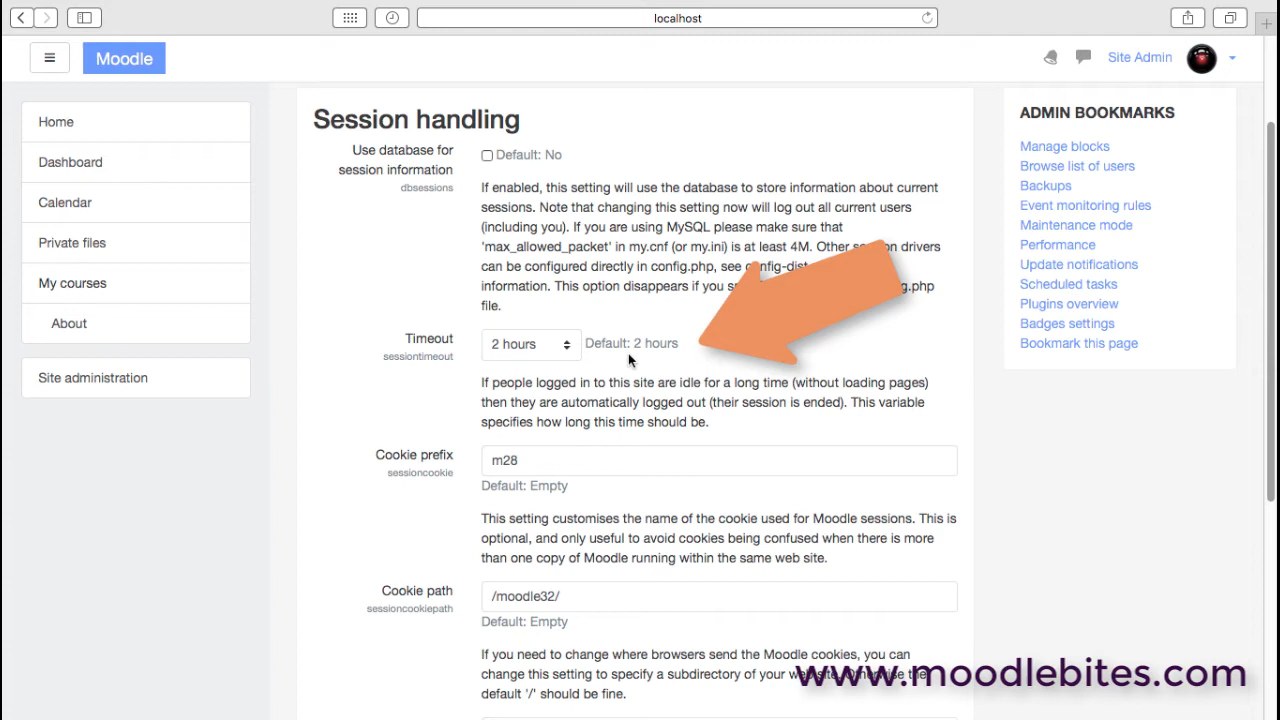 localhost
Moodle
Site Admin
Home
Dashboard
Calendar
Private files
My courses
About
Site administration
Session handling
Use database for
session information
dbsessions
Default: No
If enabled, this setting will use the database to store information about current
sessions. Note that changing this setting now will log out all current users
(including you). If you are using MySQL please make sure that
'max_allowed_packet' in my.cnf (or my.ini) is at least 4M. Other drivers
can be configured directly in config.php, see
information. This option disappears if you
file.
Timeout
sessiontimeout
2 hours
Default: 2 hours
If people logged in to this site are idle for a long time (without loading pages)
then they are automatically logged out (their session is ended). This variable
specifies how long this time should be.
Cookie prefix
sessioncookie
m28
Default: Empty
This setting customises the name of the cookie used for Moodle sessions. This is
optional, and only useful to avoid cookies being confused when there is more
than one copy of Moodle running within the same web site.
Cookie path
sessioncookiepath
/moodle32/
Default: Empty
If you need to change where browsers send the Moodle cookies, you can
change this setting to specify a subdirectory of your web site. Otherwise the
default '/' should be fine.
ADMIN BOOKMARKS
Manage blocks
Browse list of users
Backups
Event monitoring rules
Maintenance mode
Performance
Update notifications
Scheduled tasks
Plugins overview
Badges settings
Bookmark this page
www.moodlebites.com